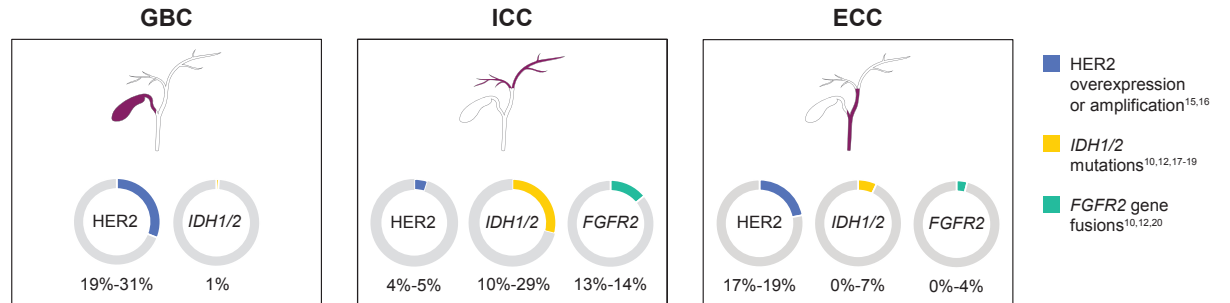 GBC
ICC
ECC
HER2
IDH1/2
19%-31%
1%
HER2
IDH1/2
FGFR2
4%-5%
10%-29%
13%-14%
HER2
IDH1/2
FGFR2
17%-19%
0%-7%
0%-4%
HER2
overexpression
or amplification15,16
IDH1/2
mutations10,12,17-19
FGFR2 gene
fusions10,12,20